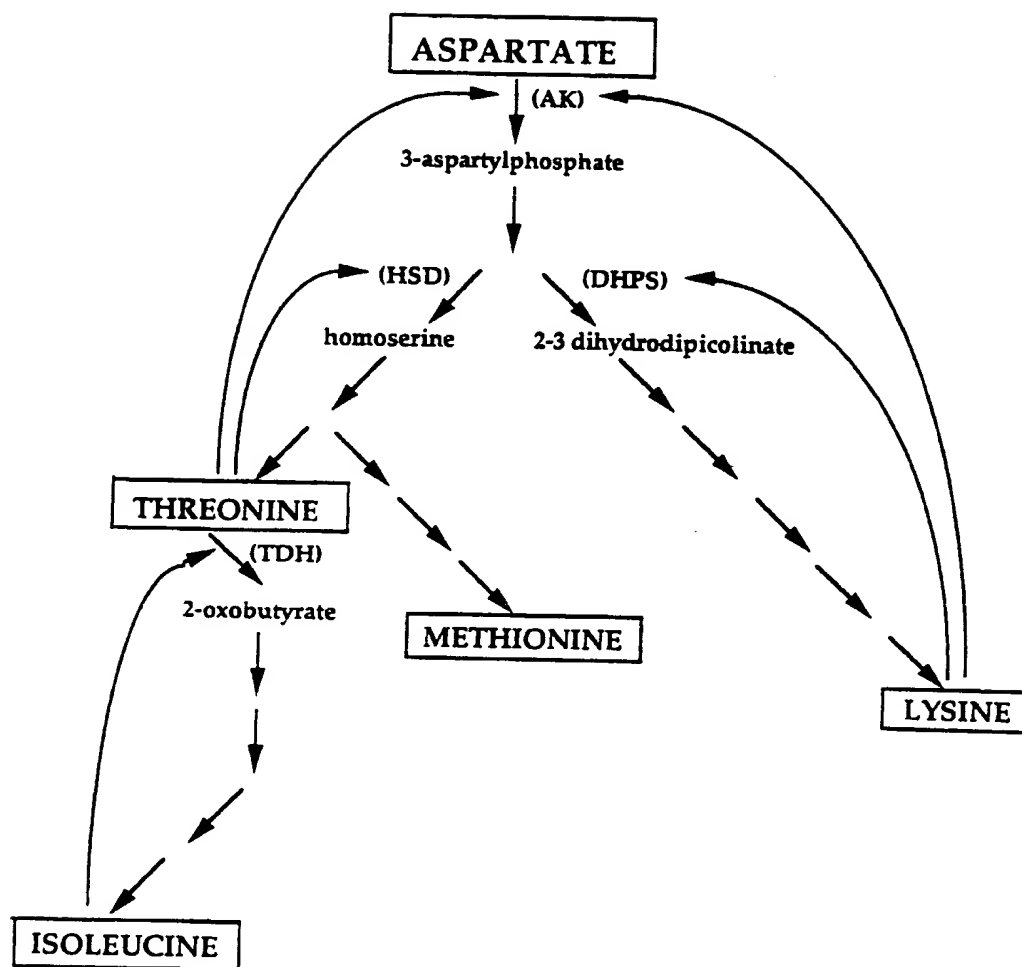 ASPARTATE
(AK)
3-aspartylphosphate
(HSD)
(DHPS)
homoserine
2-3 dihydrodipicolinate
THREONINE
(TDH)
2-oxobutyrate
METHIONINE
LYSINE
ISOLEUCINE